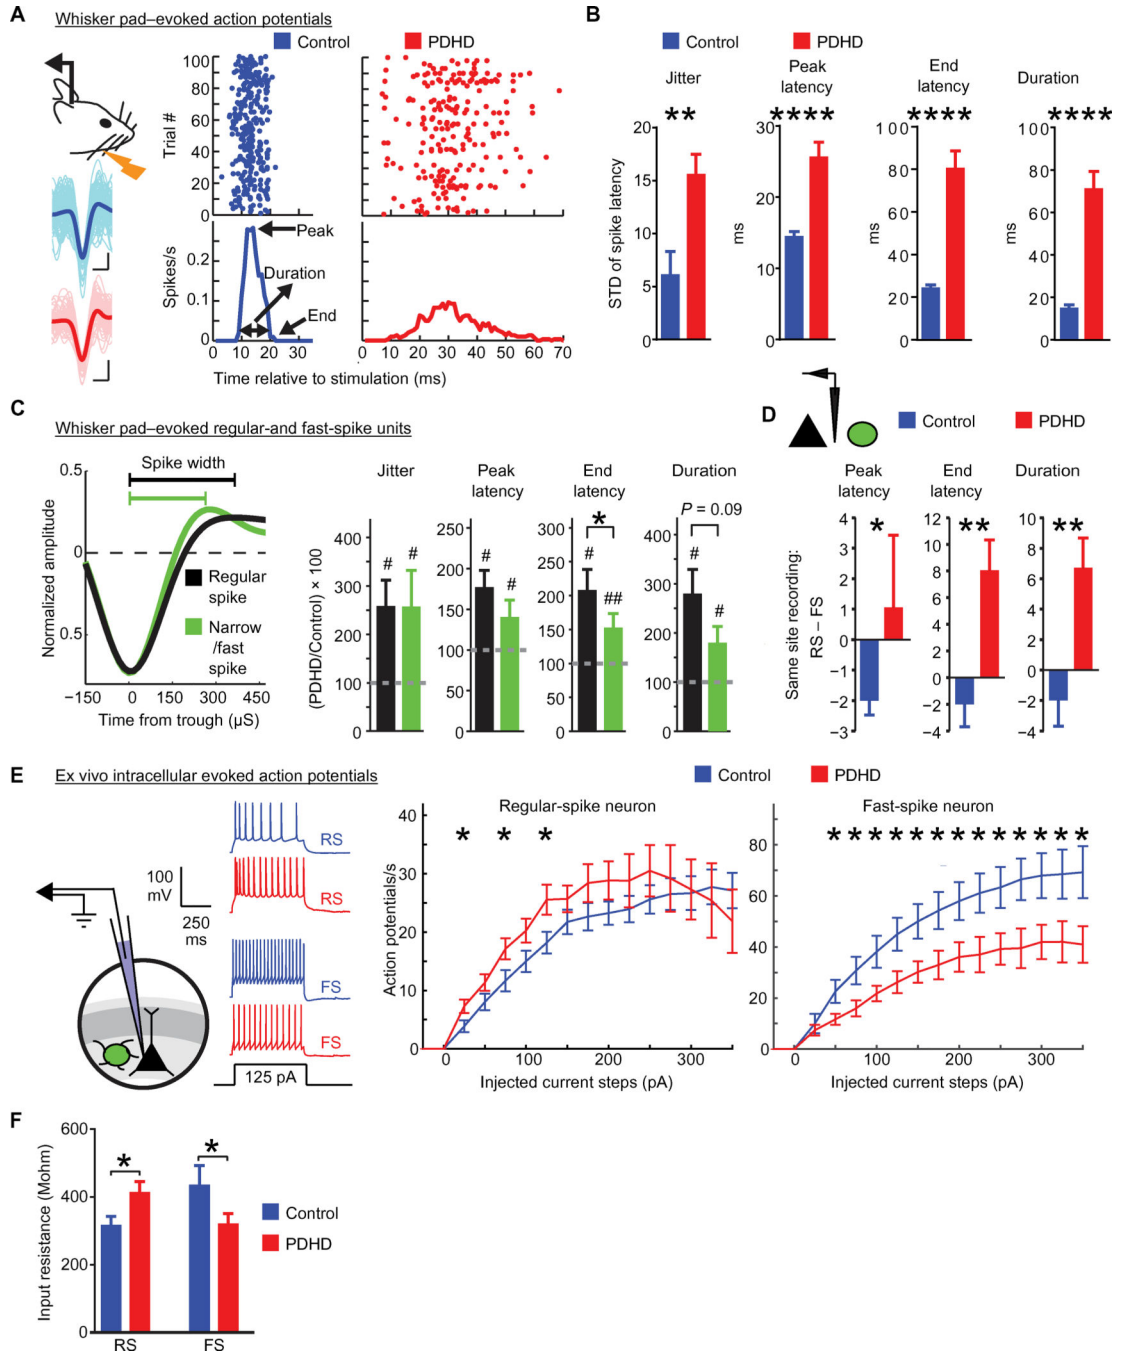 A
Whisker pad–evoked action potentials
Control
PDHD
Trial #
100
80
60
40
20
0
Spikes/s
0.2
0.1
0
Peak
Duration
End
0 10 20 30
0 10 20 30 40 50 60 70
Time relative to stimulation (ms)
B
Control
PDHD
Jitter
Peak
latency
End
latency
Duration
** **** **** ****
STD of spike latency
20
15
10
5
0
ms
30
20
10
0
ms
100
80
60
40
20
0
ms
100
80
60
40
20
0
C
Whisker pad–evoked regular-and fast-spike units
Spike width
Normalized amplitude
0.5
0
0.5
Regular
spike
Narrow
/fast
spike
−150 0 150 300 450
Time from trough (µS)
(PDHD/Control) × 100
Jitter
400
300
250
200
100
0
# #
Peak
latency
250
200
150
100
50
0
# #
End
latency
300
200
150
100
50
0
*
# ##
Duration
P = 0.09
400
300
200
100
0
# #
D
Control
PDHD
Same site recording:
RS – FS
Peak
latency
4
3
2
1
0
−1
−2
−3
*
End
latency
12
10
8
6
4
2
0
−2
−4
**
Duration
10
8
6
4
2
0
−2
−4
**
E
Ex vivo intracellular evoked action potentials
Control
PDHD
100
mV
250
ms
RS
RS
FS
FS
125 pA
Regular-spike neuron
* * *
Action potentials/s
40
30
20
10
0
0 100 200 300
Injected current steps (pA)
Fast-spike neuron
* * * * * * * * * * * * *
80
60
40
20
0
0 100 200 300
Injected current steps (pA)
F
Input resistance (Mohm)
600
400
200
0
* *
RS FS
Control
PDHD